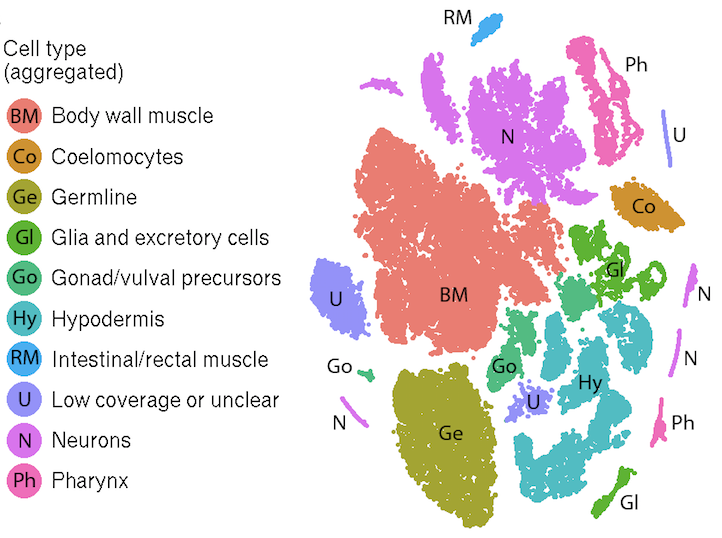 Cell type
(aggregated)
BM Body wall muscle
Co Coelomocytes
Ge Germline
Gl Glia and excretory cells
Go Gonad/vulval precursors
Hy Hypodermis
RM Intestinal/rectal muscle
U Low coverage or unclear
N Neurons
Ph Pharynx
RM
Ph
N
U
Co
Gl
U
BM
N
Go
Go
Hy
N
U
N
Ge
Ph
Gl